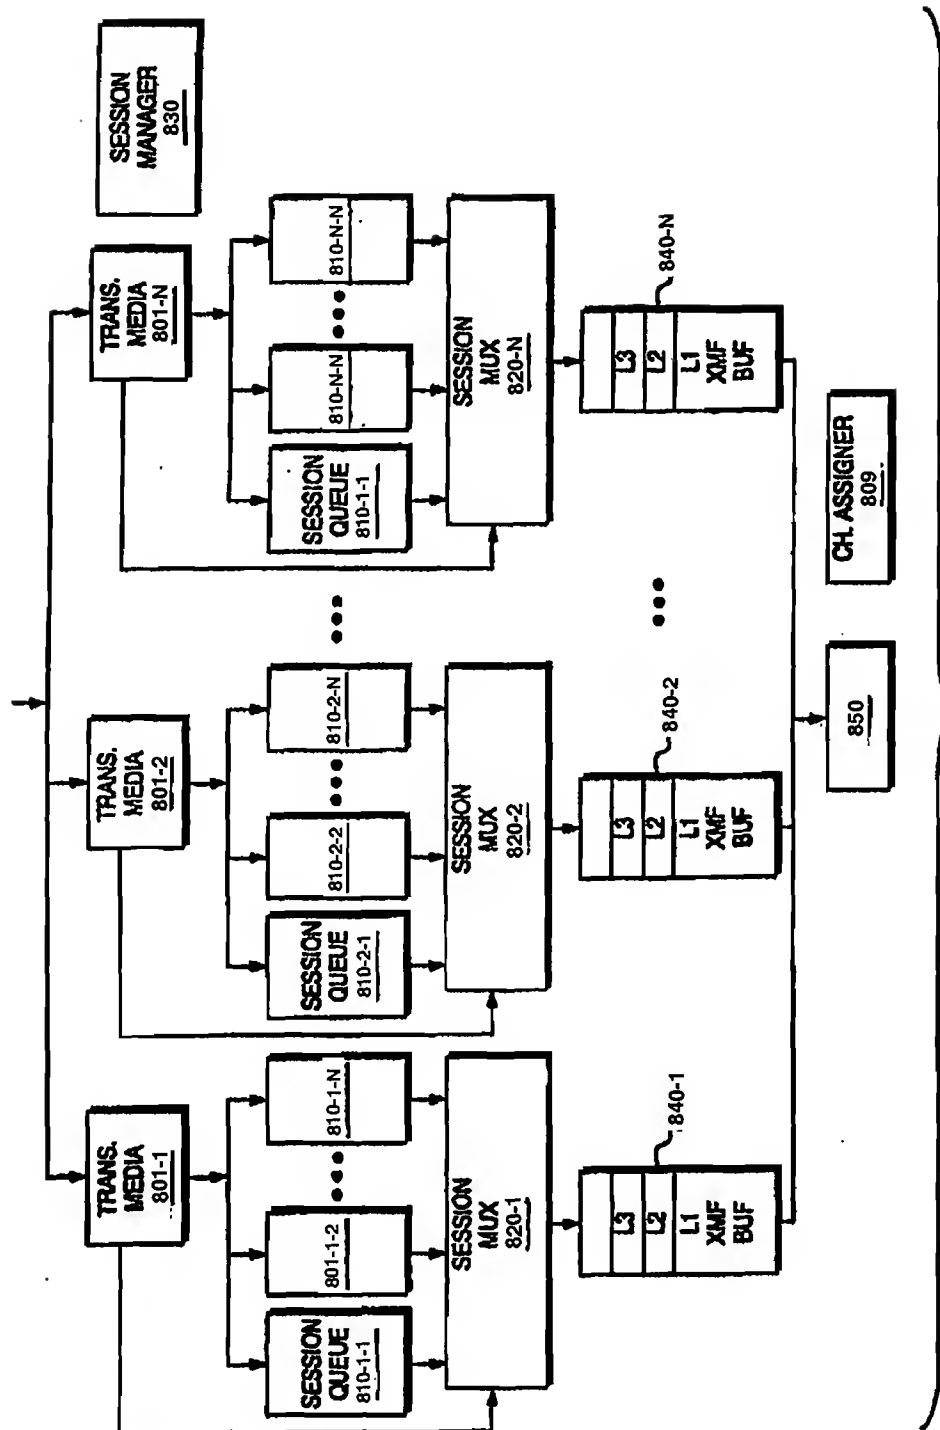 SESSION
MANAGER
830
TRANS.
MEDIA
801-1
TRANS.
MEDIA
801-2
TRANS.
MEDIA
801-N
SESSION
QUEUE
810-1-1
801-1-2
810-1-N
SESSION
QUEUE
810-2-1
810-2-2
810-2-N
SESSION
QUEUE
810-1-1
810-N-N
810-N-N
SESSION
MUX
820-1
SESSION
MUX
820-2
SESSION
MUX
820-N
L3
L2
L1
XMF
BUF
840-1
L3
L2
L1
XMF
BUF
840-2
L3
L2
L1
XMF
BUF
840-N
850
CH. ASSIGNER
809